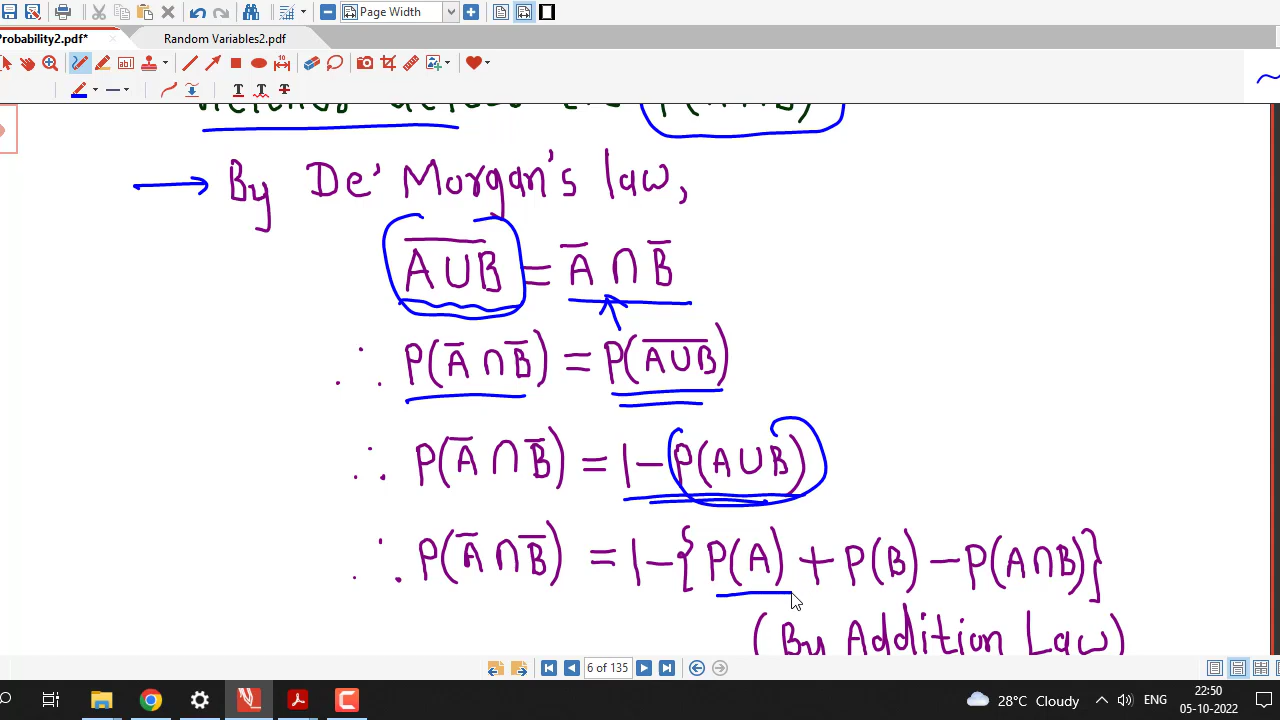 Page Width
Probability2.pdf*
Random Variables2.pdf
10
→ By De' Morgan's law,
A̅ ̅∪̅ ̅B̅ = A̅ ∩ B̅
∴ P(A̅ ∩ B̅) = P(A̅ ̅∪̅ ̅B̅)
∴ P(A̅ ∩ B̅) = 1 - P(A ∪ B)
∴ P(A̅ ∩ B̅) = 1 - {P(A) + P(B) - P(A ∩ B)}
(By Addition Law)
6 of 135
28°C Cloudy ENG 22:50
05-10-2022